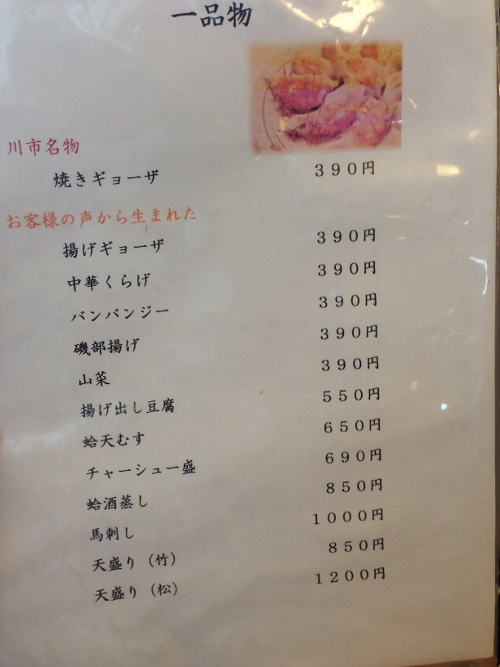 一品物
川市名物
焼きギョーザ 390円
お客様の声から生まれた
揚げギョーザ 390円
中華くらげ 390円
バンバンジー 390円
磯部揚げ 390円
山菜 390円
揚げ出し豆腐 550円
蛤天むす 650円
チャーシュー盛 690円
蛤酒蒸し 850円
馬刺し 1000円
天盛り（竹） 850円
天盛り（松） 1200円